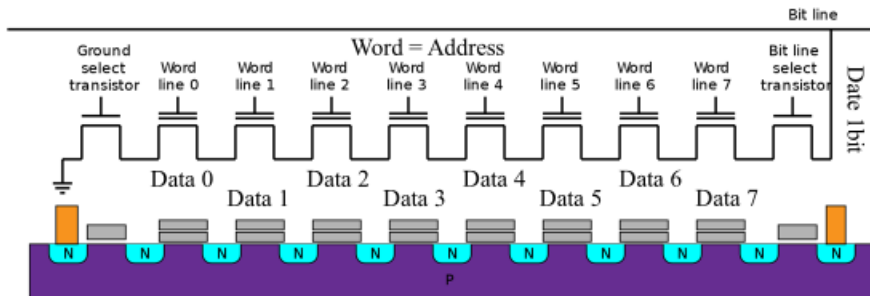 Bit line
Word = Address
Ground
select
transistor
Word
line 0
Word
line 1
Word
line 2
Word
line 3
Word
line 4
Word
line 5
Word
line 6
Word
line 7
Bit line
select
transistor
Date 1bit
Data 0
Data 1
Data 2
Data 3
Data 4
Data 5
Data 6
Data 7
N
N
N
N
N
N
N
N
N
N
N
P